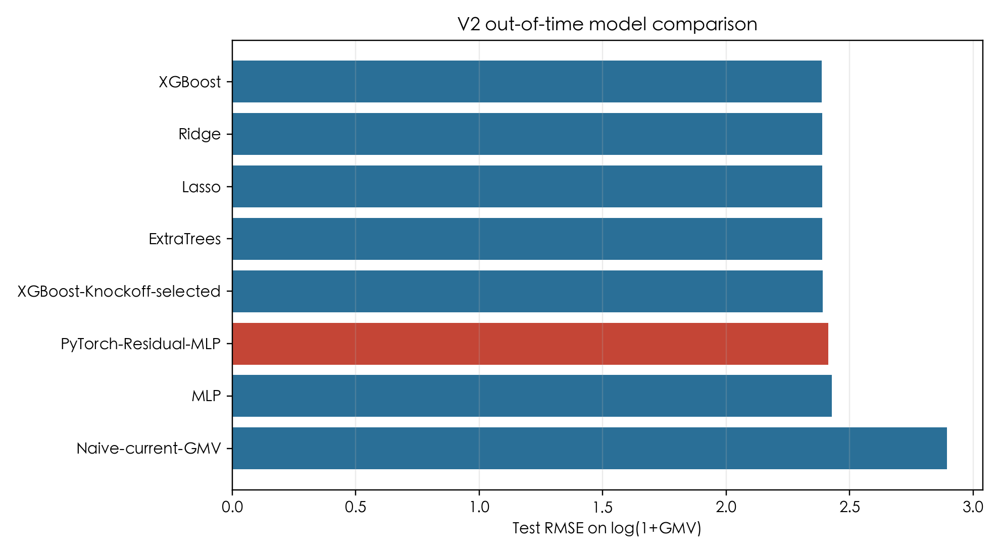 V2 out-of-time model comparison
XGBoost
Ridge
Lasso
ExtraTrees
XGBoost-Knockoff-selected
PyTorch-Residual-MLP
MLP
Naive-current-GMV
0.0 0.5 1.0 1.5 2.0 2.5 3.0
Test RMSE on log(1+GMV)